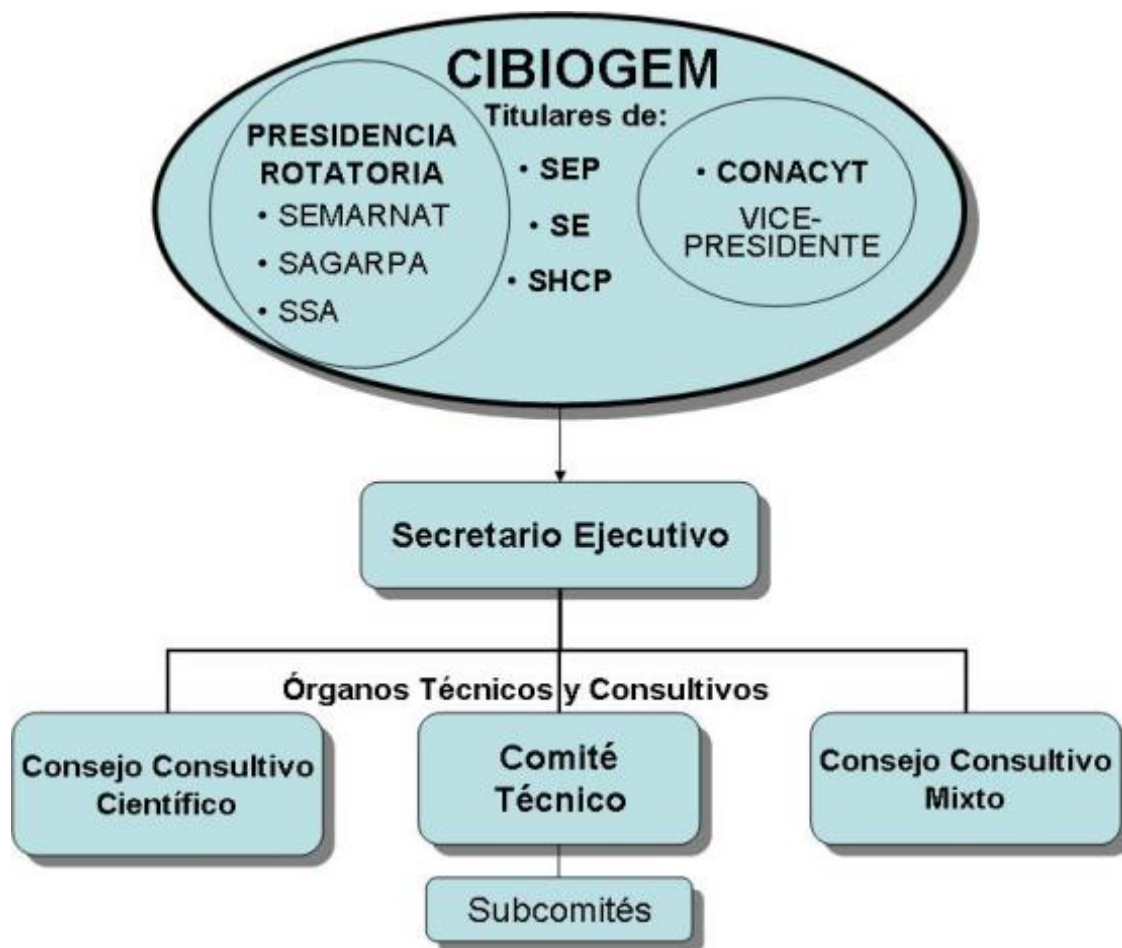 CIBIOGEM
Titulares de:
PRESIDENCIA
ROTATORIA
• SEMARNAT
• SAGARPA
• SSA
• SEP
• SE
• SHCP
• CONACYT
VICE-
PRESIDENTE
Secretario Ejecutivo
Órganos Técnicos y Consultivos
Consejo Consultivo
Científico
Comité
Técnico
Consejo Consultivo
Mixto
Subcomités